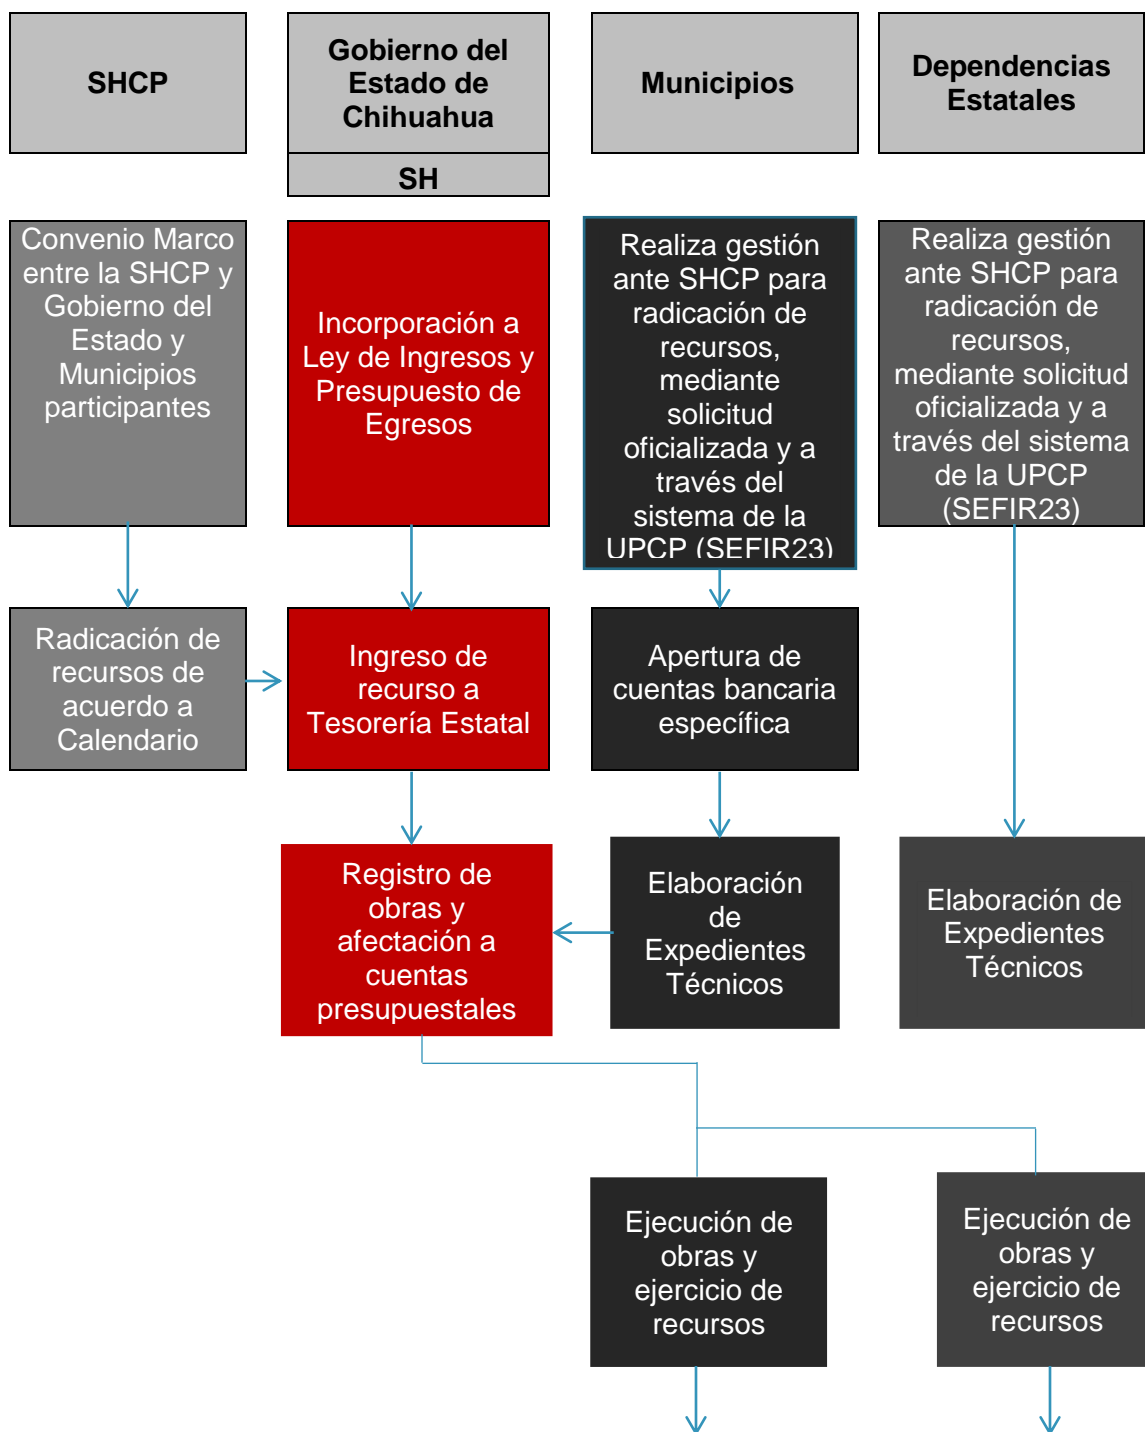 SHCP
Gobierno del
Estado de
Chihuahua
SH
Municipios
Dependencias
Estatales
Convenio Marco
entre la SHCP y
Gobierno del
Estado y
Municipios
participantes
Incorporación a
Ley de Ingresos y
Presupuesto de
Egresos
Realiza gestión
ante SHCP para
radicación de
recursos,
mediante
solicitud
oficializada y a
través del
sistema de la
UPCP (SEFIR23)
Realiza gestión
ante SHCP para
radicación de
recursos,
mediante solicitud
oficializada y a
través del sistema
de la UPCP
(SEFIR23)
Radicación de
recursos de
acuerdo a
Calendario
Ingreso de
recurso a
Tesorería Estatal
Apertura de
cuentas bancaria
específica
Registro de
obras y
afectación a
cuentas
presupuestales
Elaboración
de
Expedientes
Técnicos
Elaboración de
Expedientes
Técnicos
Ejecución de
obras y
ejercicio de
recursos
Ejecución de
obras y
ejercicio de
recursos